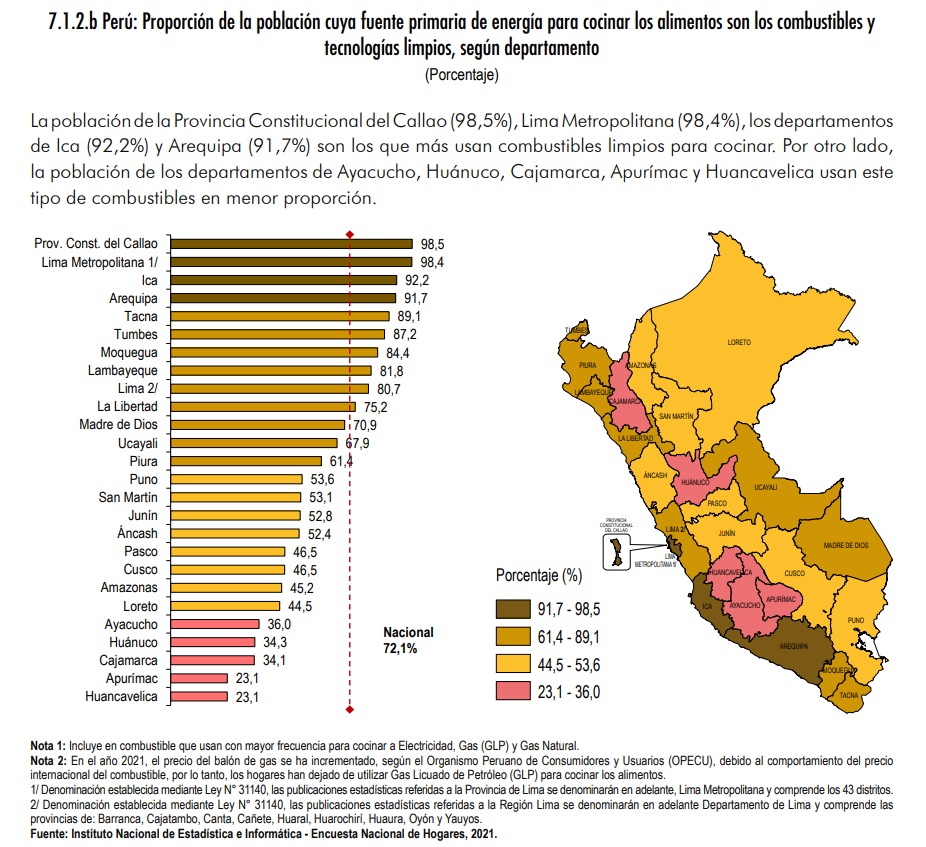 7.1.2.b Perú: Proporción de la población cuya fuente primaria de energía para cocinar los alimentos son los combustibles y
tecnologías limpios, según departamento
(Porcentaje)
La población de la Provincia Constitucional del Callao (98,5%), Lima Metropolitana (98,4%), los departamentos
de Ica (92,2%) y Arequipa (91,7%) son los que más usan combustibles limpios para cocinar. Por otro lado,
la población de los departamentos de Ayacucho, Huánuco, Cajamarca, Apurímac y Huancavelica usan este
tipo de combustibles en menor proporción.
Prov. Const. del Callao 98,5
Lima Metropolitana 1/ 98,4
Ica 92,2
Arequipa 91,7
Tacna 89,1
Tumbes 87,2
Moquegua 84,4
Lambayeque 81,8
Lima 2/ 80,7
La Libertad 75,2
Madre de Dios 70,9
Ucayali 67,9
Piura 61,4
Puno 53,6
San Martín 53,1
Junín 52,8
Áncash 52,4
Pasco 46,5
Cusco 46,5
Amazonas 45,2
Loreto 44,5
Ayacucho 36,0
Huánuco 34,3
Cajamarca 34,1
Apurímac 23,1
Huancavelica 23,1
Nacional
72,1%
TUMBES
LORETO
PIURA
AMAZONAS
LAMBAYEQUE
CAJAMARCA
SAN MARTÍN
LA LIBERTAD
ÁNCASH
HUÁNUCO
UCAYALI
PASCO
PROVINCIA
CONSTITUCIONAL
DEL CALLAO
LIMA 2/
JUNÍN
MADRE DE DIOS
LIMA
METROPOLITANA 1/
HUANCAVELICA
CUSCO
ICA
AYACUCHO
APURÍMAC
PUNO
AREQUIPA
MOQUEGUA
TACNA
Porcentaje (%)
91,7 - 98,5
61,4 - 89,1
44,5 - 53,6
23,1 - 36,0
Nota 1: Incluye en combustible que usan con mayor frecuencia para cocinar a Electricidad, Gas (GLP) y Gas Natural.
Nota 2: En el año 2021, el precio del balón de gas se ha incrementado, según el Organismo Peruano de Consumidores y Usuarios (OPECU), debido al comportamiento del precio
internacional del combustible, por lo tanto, los hogares han dejado de utilizar Gas Licuado de Petróleo (GLP) para cocinar los alimentos.
1/ Denominación establecida mediante Ley N° 31140, las publicaciones estadísticas referidas a la Provincia de Lima se denominarán en adelante, Lima Metropolitana y comprende los 43 distritos.
2/ Denominación establecida mediante Ley N° 31140, las publicaciones estadísticas referidas a la Región Lima se denominarán en adelante Departamento de Lima y comprende las
provincias de: Barranca, Cajatambo, Canta, Cañete, Huaral, Huarochirí, Huaura, Oyón y Yauyos.
Fuente: Instituto Nacional de Estadística e Informática - Encuesta Nacional de Hogares, 2021.